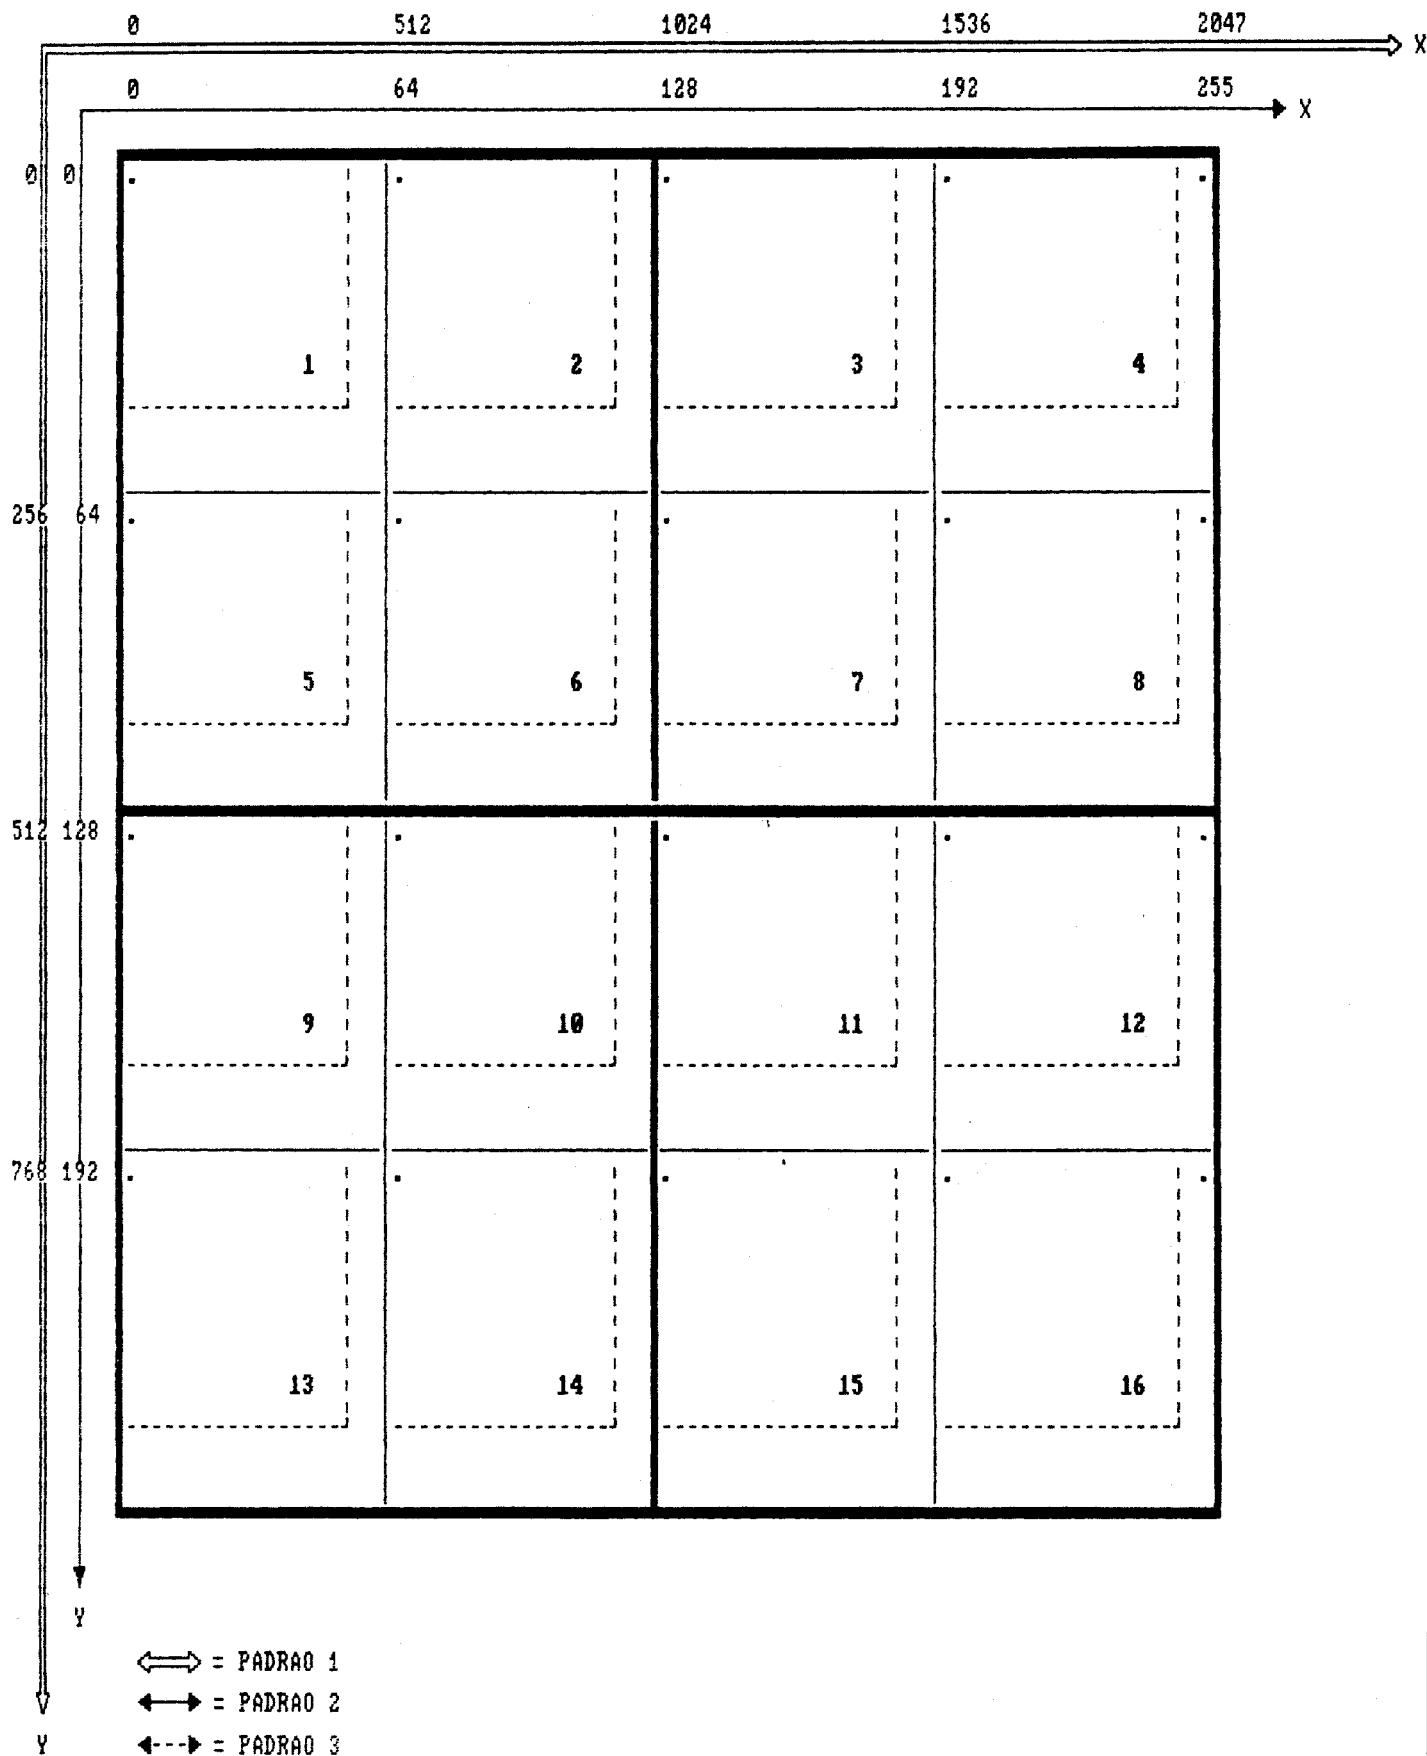 0 512 1024 1536 2047
X
0 64 128 192 255
X
0 0
1 2 3 4
256 64
5 6 7 8
512 128
9 10 11 12
768 192
13 14 15 16
Y
= PADRAO 1
= PADRAO 2
Y
= PADRAO 3